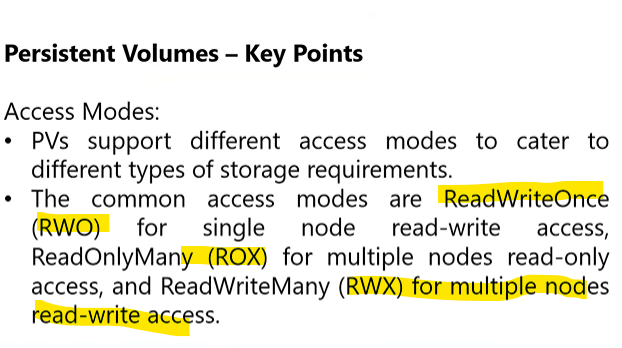 Persistent Volumes – Key Points
Access Modes:
• PVs support different access modes to cater to
different types of storage requirements.
• The common access modes are ReadWriteOnce
(RWO) for single node read-write access,
ReadOnlyMany (ROX) for multiple nodes read-only
access, and ReadWriteMany (RWX) for multiple nodes
read-write access.